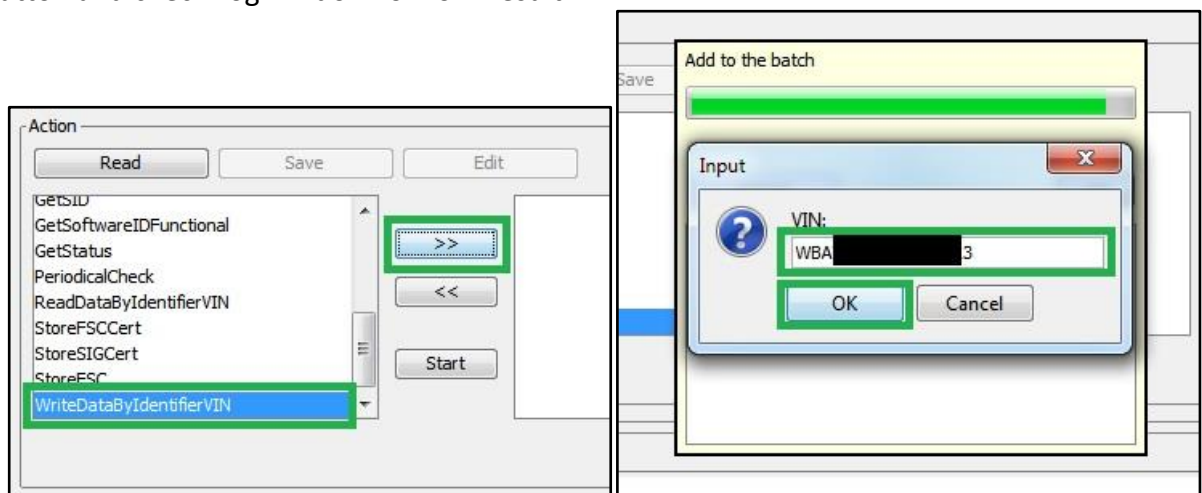 Action
Read Save Edit
GetSID
GetSoftwareIDFunctional
GetStatus
PeriodicalCheck
ReadDataByIdentifierVIN
StoreFSCCert
StoreSIGCert
StoreFSC
WriteDataByIdentifierVIN
>>
<<
Start
Save
Add to the batch
Input
VIN:
WBA 3
OK Cancel